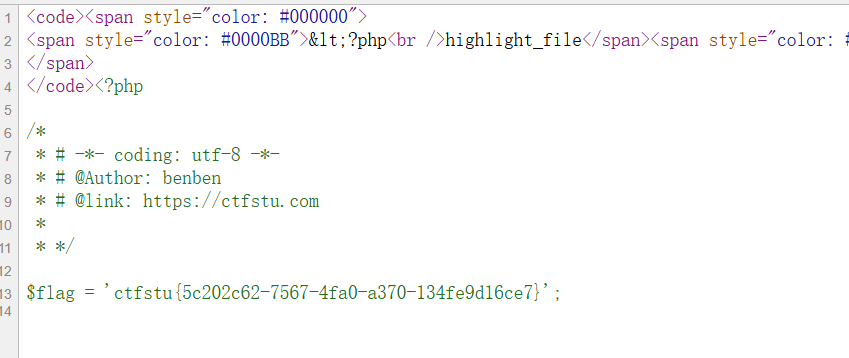 1 <code><span style="color: #000000">
2 <span style="color: #0000BB">&lt;?php<br />highlight_file</span><span style="color: #
3 </span>
4 </code><?php
5
6 /*
7  * # -*- coding: utf-8 -*-
8  * # @Author: benben
9  * # @link: https://ctfstu.com
10  *
11  * */
12
13 $flag = 'ctfstu{5c202c62-7567-4fa0-a370-134fe9d16ce7}';
14